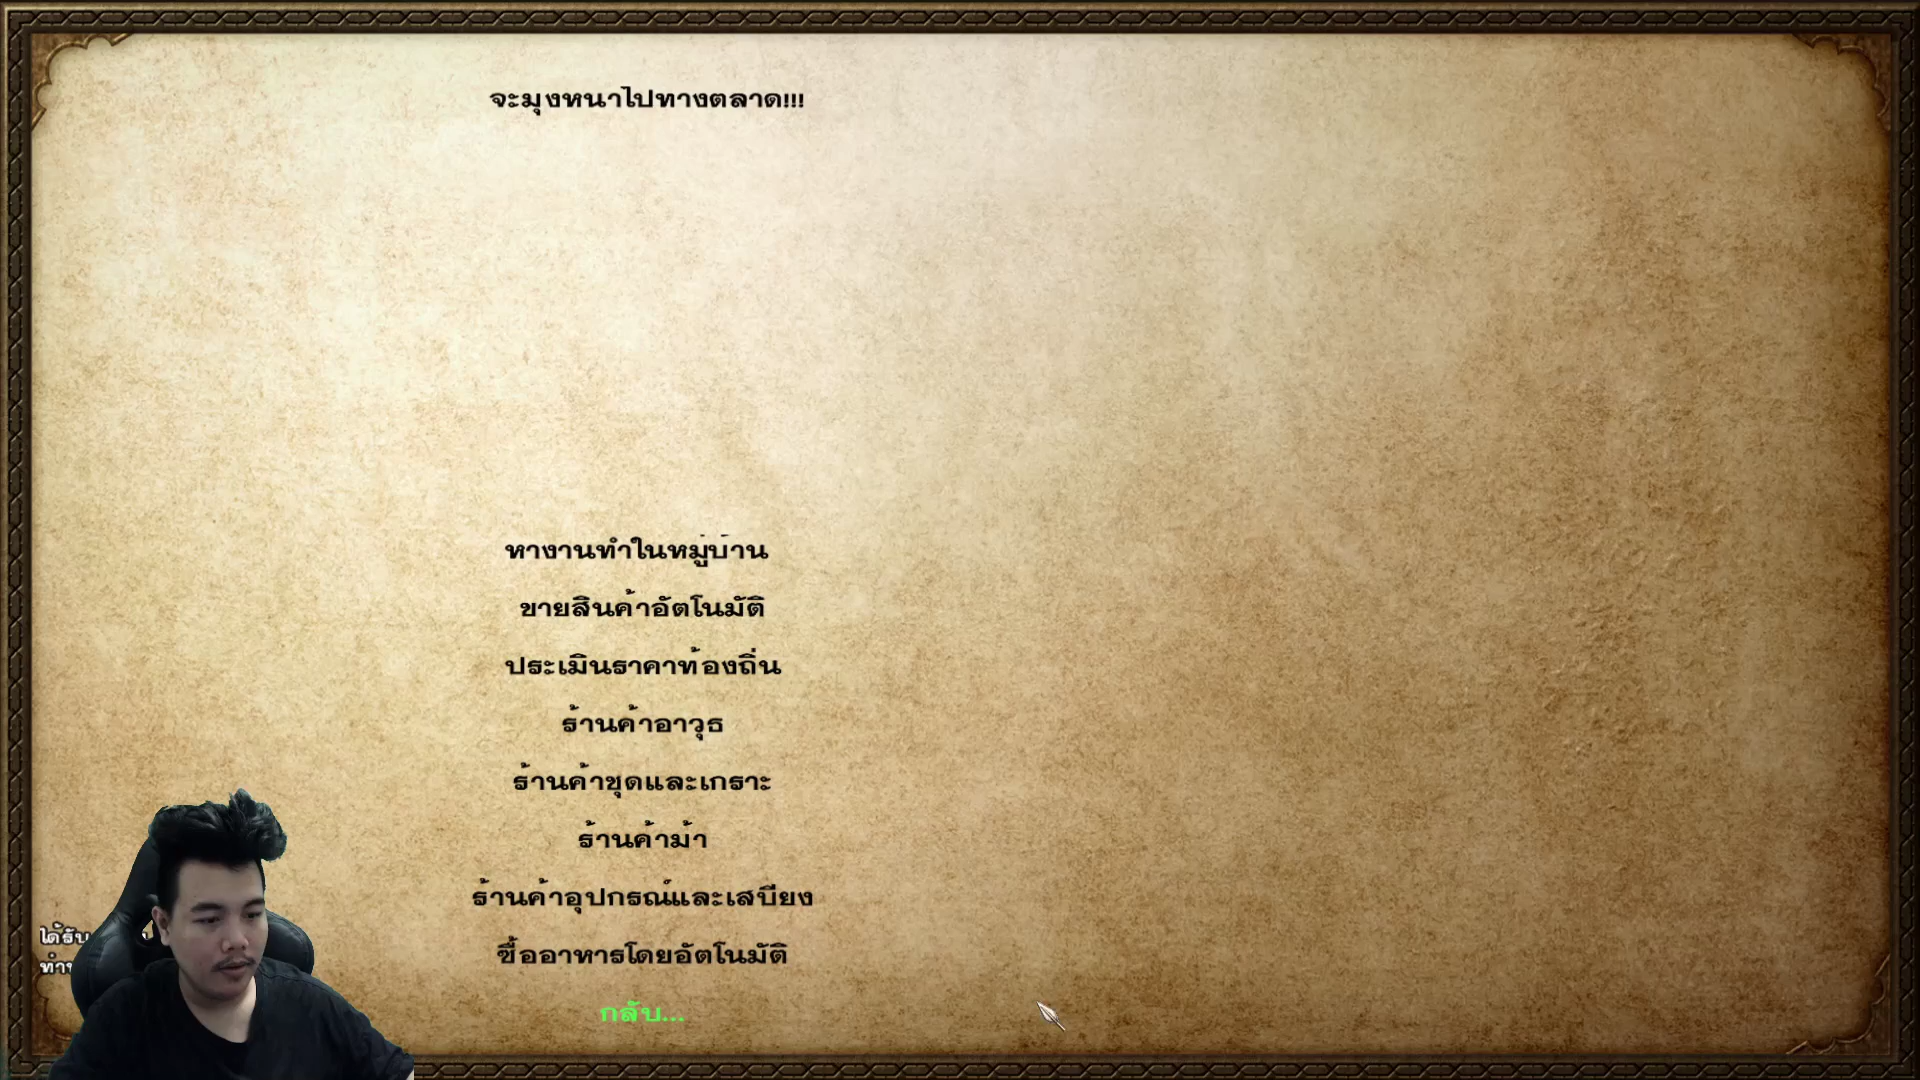 จะมุงหนาไปทางตลาด!!!
หางานทำในหมู่บ้าน
ขายสินค้าอัตโนมัติ
ประเมินราคาท้องถิ่น
ร้านค้าอาวุธ
ร้านค้าชุดและเกราะ
ร้านค้าม้า
ร้านค้าอุปกรณ์และเสบียง
ซื้ออาหารโดยอัตโนมัติ
ได้รับ
กลับ...